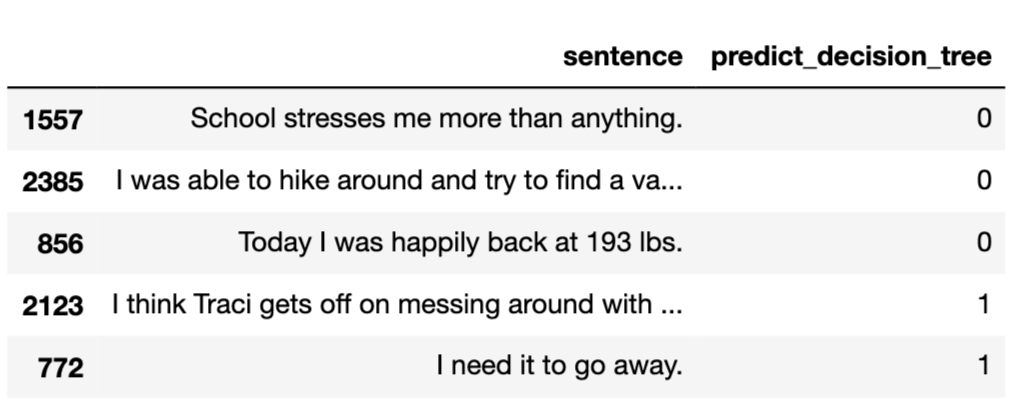 sentence predict_decision_tree
1557 School stresses me more than anything. 0
2385 I was able to hike around and try to find a va... 0
856 Today I was happily back at 193 lbs. 0
2123 I think Traci gets off on messing around with ... 1
772 I need it to go away. 1